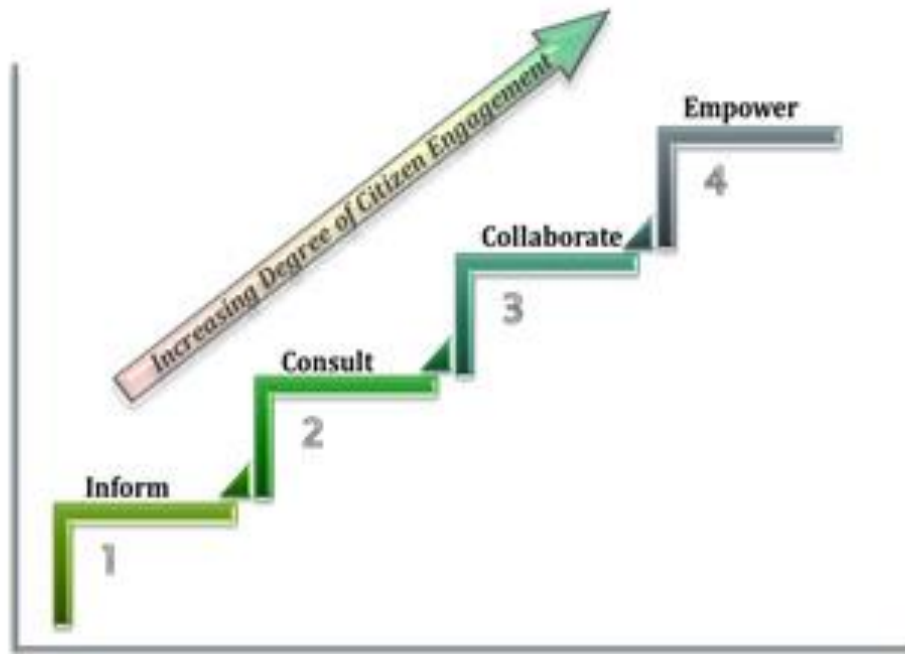 Increasing Degree of Citizen Engagement
Empower
4
Collaborate
3
Consult
2
Inform
1